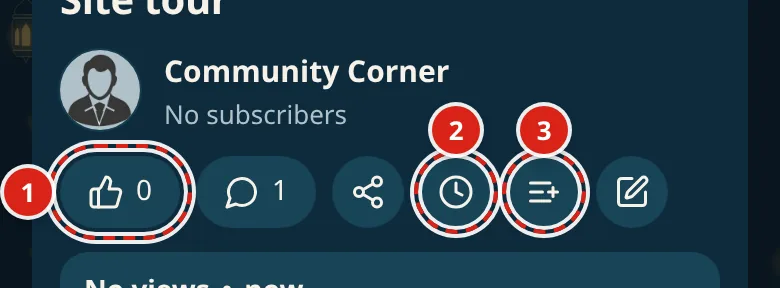 Site tour
Community Corner
No subscribers
2 3
1 0 1
No views • now